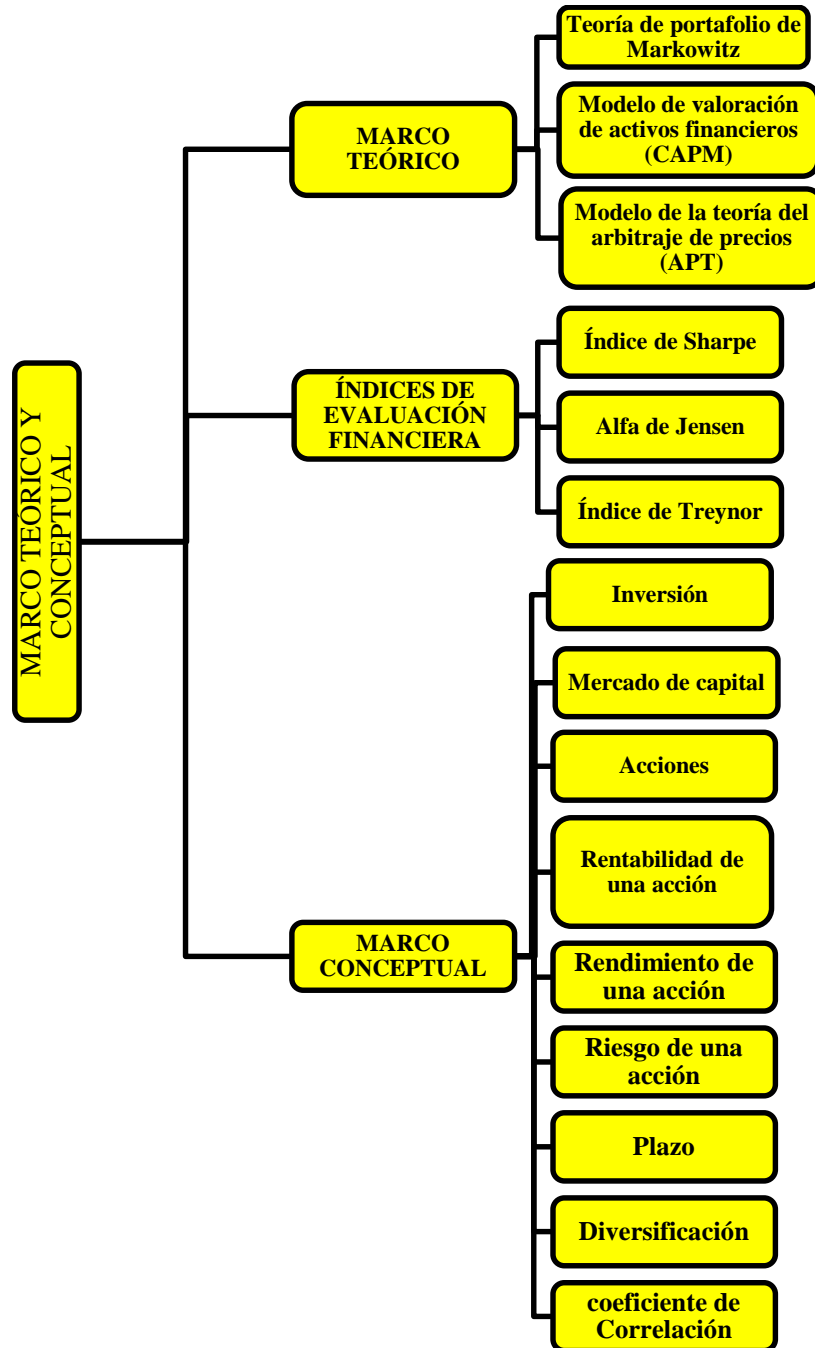 MARCO TEÓRICO Y
CONCEPTUAL
MARCO
TEÓRICO
Teoría de portafolio de
Markowitz
Modelo de valoración
de activos financieros
(CAPM)
Modelo de la teoría del
arbitraje de precios
(APT)
ÍNDICES DE
EVALUACIÓN
FINANCIERA
Índice de Sharpe
Alfa de Jensen
Índice de Treynor
MARCO
CONCEPTUAL
Inversión
Mercado de capital
Acciones
Rentabilidad de
una acción
Rendimiento de
una acción
Riesgo de una
acción
Plazo
Diversificación
coeficiente de
Correlación